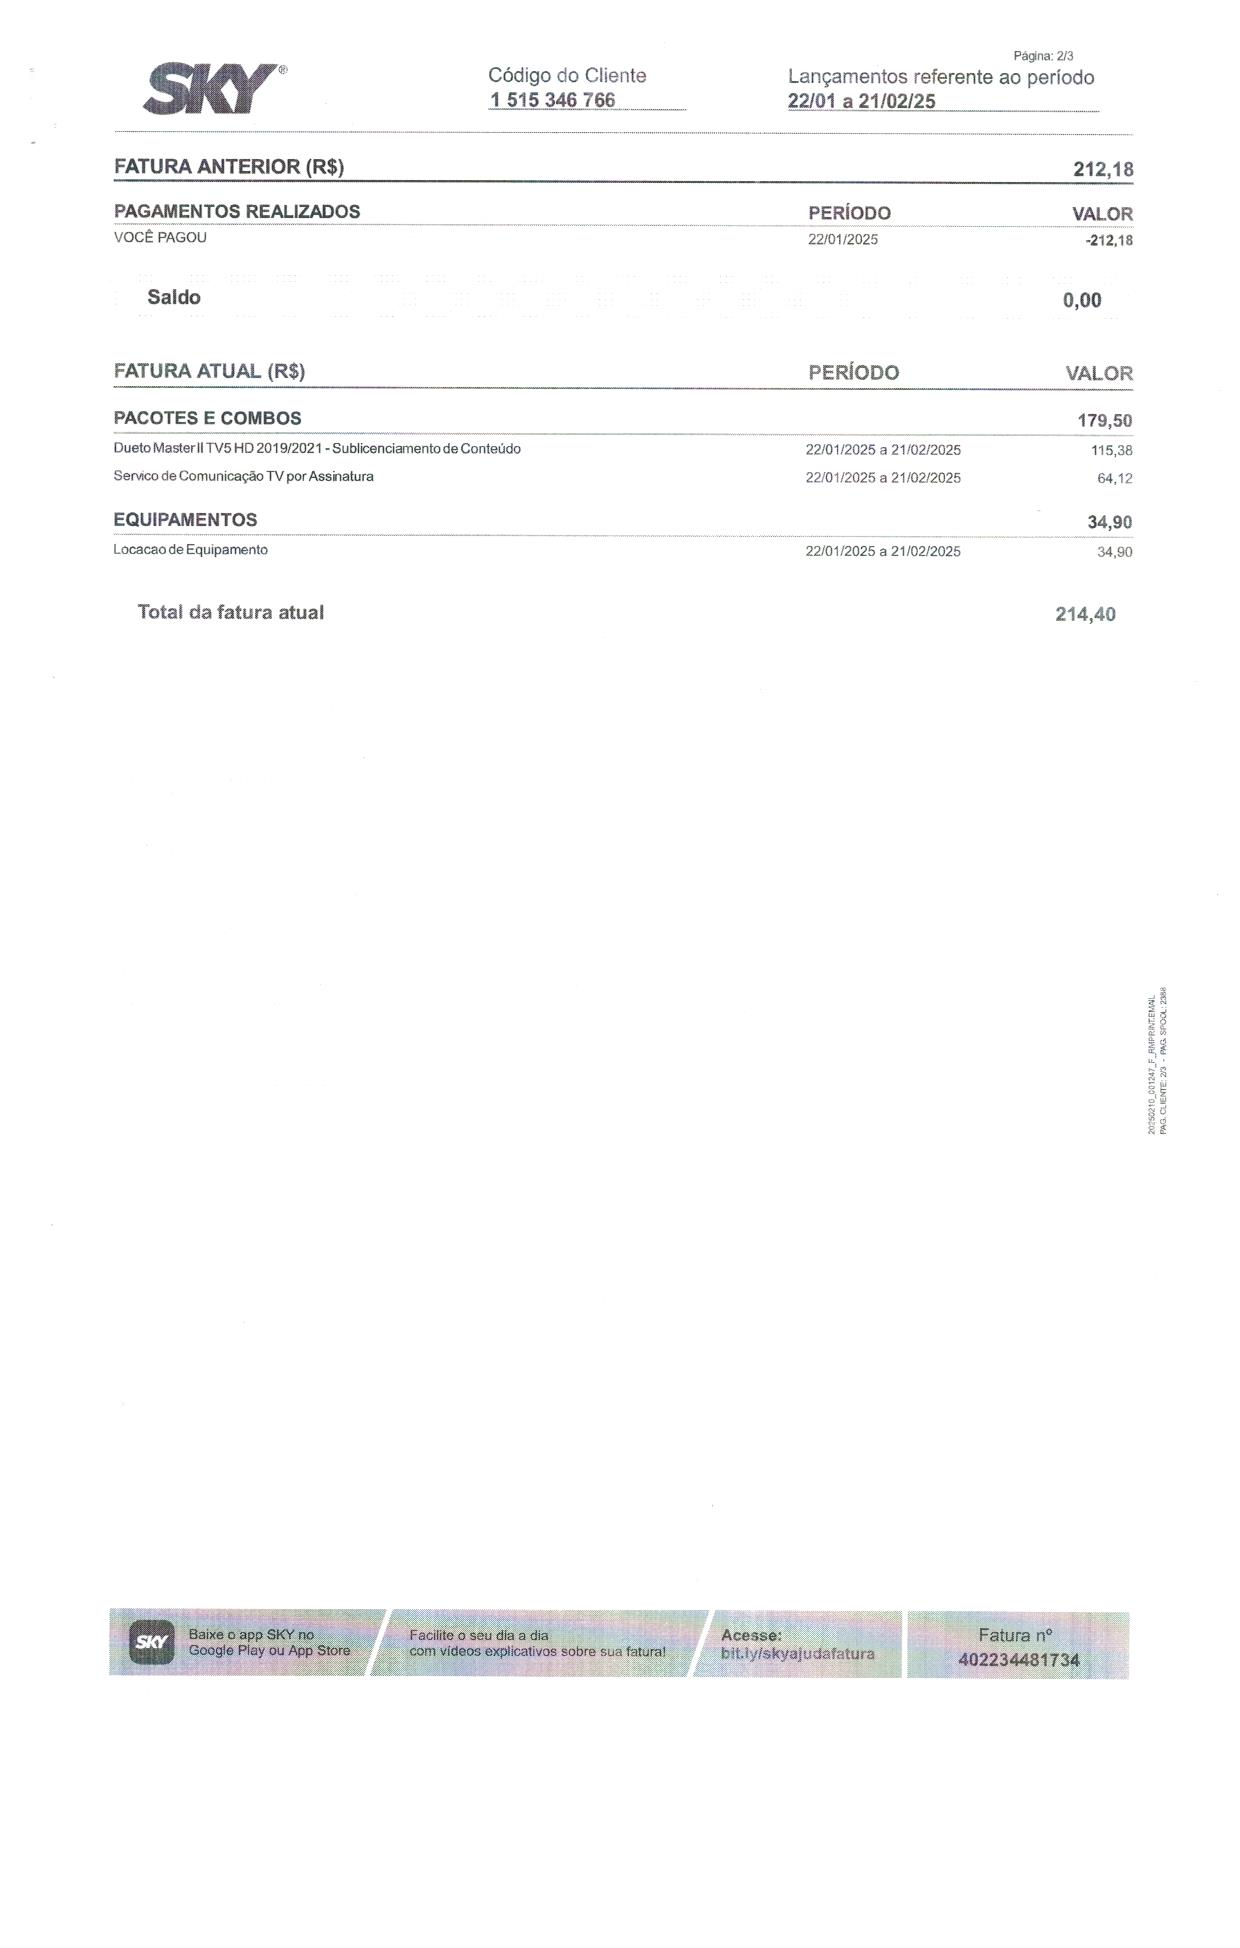 Página: 2/3
SKY®
Código do Cliente
1 515 346 766
Lançamentos referente ao período
22/01 a 21/02/25
FATURA ANTERIOR (R$) 212,18
PAGAMENTOS REALIZADOS PERÍODO VALOR
VOCÊ PAGOU 22/01/2025 -212,18
Saldo 0,00
FATURA ATUAL (R$) PERÍODO VALOR
PACOTES E COMBOS 179,50
Dueto Master II TV5 HD 2019/2021 - Sublicenciamento de Conteúdo 22/01/2025 a 21/02/2025 115,38
Servico de Comunicação TV por Assinatura 22/01/2025 a 21/02/2025 64,12
EQUIPAMENTOS 34,90
Locacao de Equipamento 22/01/2025 a 21/02/2025 34,90
Total da fatura atual 214,40
20250210_001247_F_RMPRINT.EMAIL
PAG. CLIENTE: 2/3 - PAG. SPOOL: 2388
SKY
Baixe o app SKY no
Google Play ou App Store
Facilite o seu dia a dia
com vídeos explicativos sobre sua fatura!
Acesse:
bit.ly/skyajudafatura
Fatura nº
402234481734